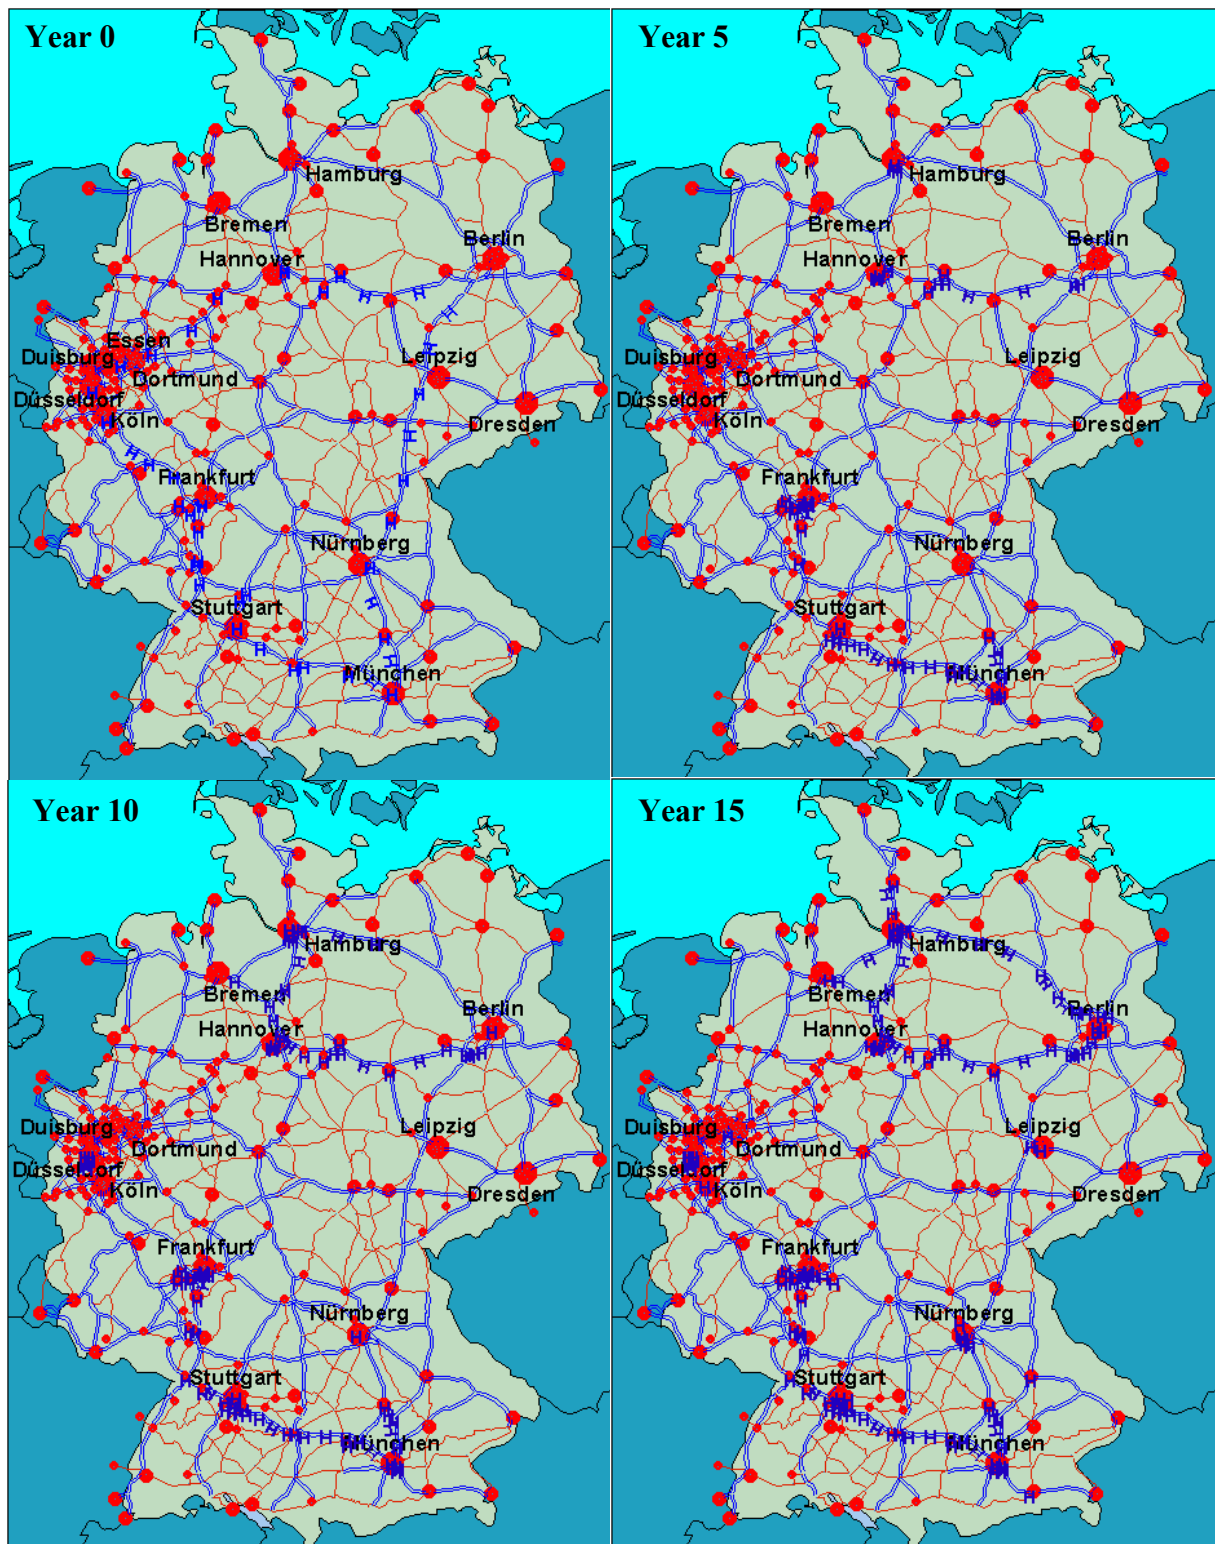 Year 0
Hamburg
Bremen
Berlin
Hannover
Essen
Duisburg
Leipzig
Dortmund
Düsseldorf
Köln
Dresden
Frankfurt
Nürnberg
Stuttgart
München
Year 5
Hamburg
Bremen
Berlin
Hannover
Duisburg
Leipzig
Dortmund
Düsseldorf
Köln
Dresden
Frankfurt
Nürnberg
Stuttgart
München
Year 10
Hamburg
Bremen
Berlin
Hannover
Duisburg
Leipzig
Dortmund
Düsseldorf
Köln
Dresden
Frankfurt
Nürnberg
Stuttgart
München
Year 15
Hamburg
Bremen
Berlin
Hannover
Duisburg
Leipzig
Dortmund
Düsseldorf
Köln
Dresden
Frankfurt
Nürnberg
Stuttgart
München